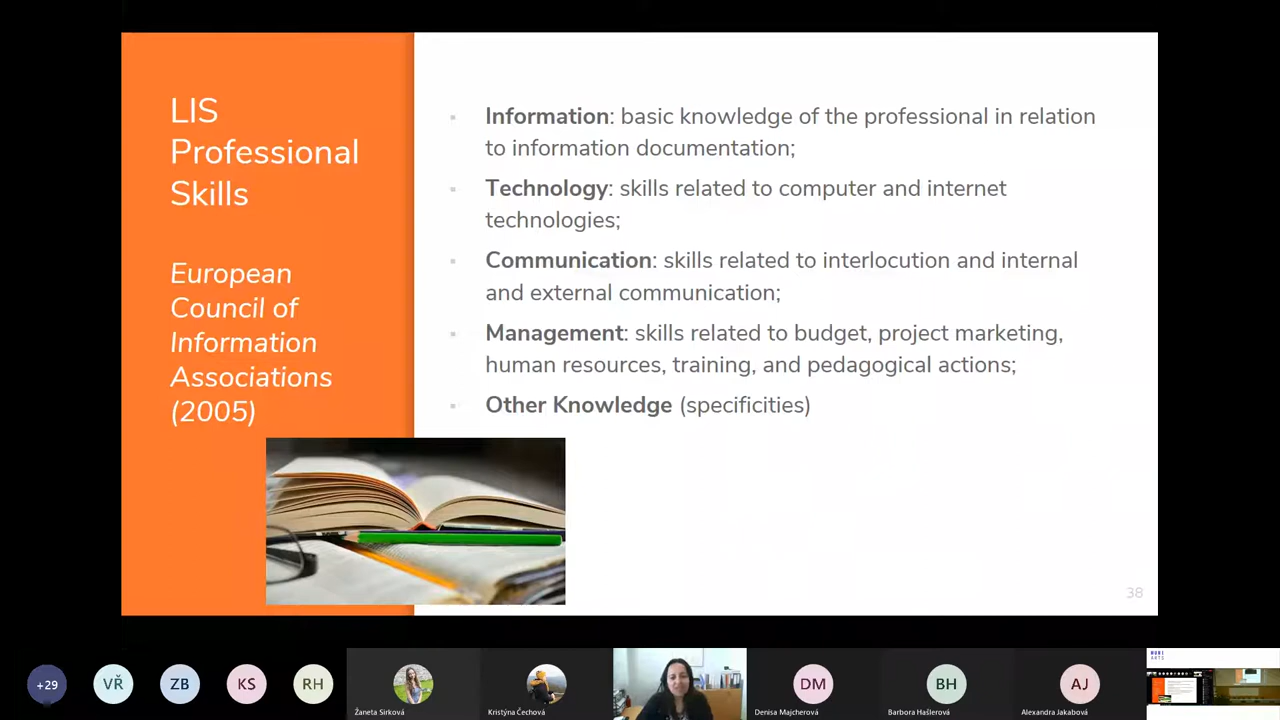 LIS
Professional
Skills
European
Council of
Information
Associations
(2005)
Information: basic knowledge of the professional in relation
to information documentation;
Technology: skills related to computer and internet
technologies;
Communication: skills related to interlocution and internal
and external communication;
Management: skills related to budget, project marketing,
human resources, training, and pedagogical actions;
Other Knowledge (specificities)
38
+29
VŘ
ZB
KS
RH
Žaneta Sirková
Kristýna Čechová
DM
Denisa Majcherová
BH
Barbora Hašlerová
AJ
Alexandra Jakabová
MUNI
ARTS